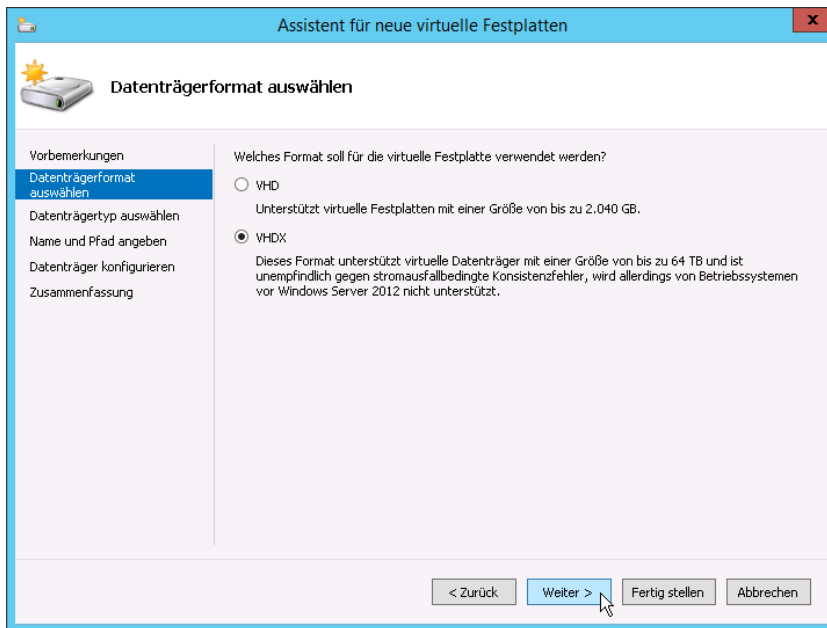 Assistent für neue virtuelle Festplatten
x
Datenträgerformat auswählen
Vorbemerkungen
Datenträgerformat
auswählen
Datenträgertyp auswählen
Name und Pfad angeben
Datenträger konfigurieren
Zusammenfassung
Welches Format soll für die virtuelle Festplatte verwendet werden?
VHD
Unterstützt virtuelle Festplatten mit einer Größe von bis zu 2.040 GB.
VHDX
Dieses Format unterstützt virtuelle Datenträger mit einer Größe von bis zu 64 TB und ist
unempfindlich gegen stromausfallbedingte Konsistenzfehler, wird allerdings von Betriebssystemen
vor Windows Server 2012 nicht unterstützt.
< Zurück
Weiter >
Fertig stellen
Abbrechen